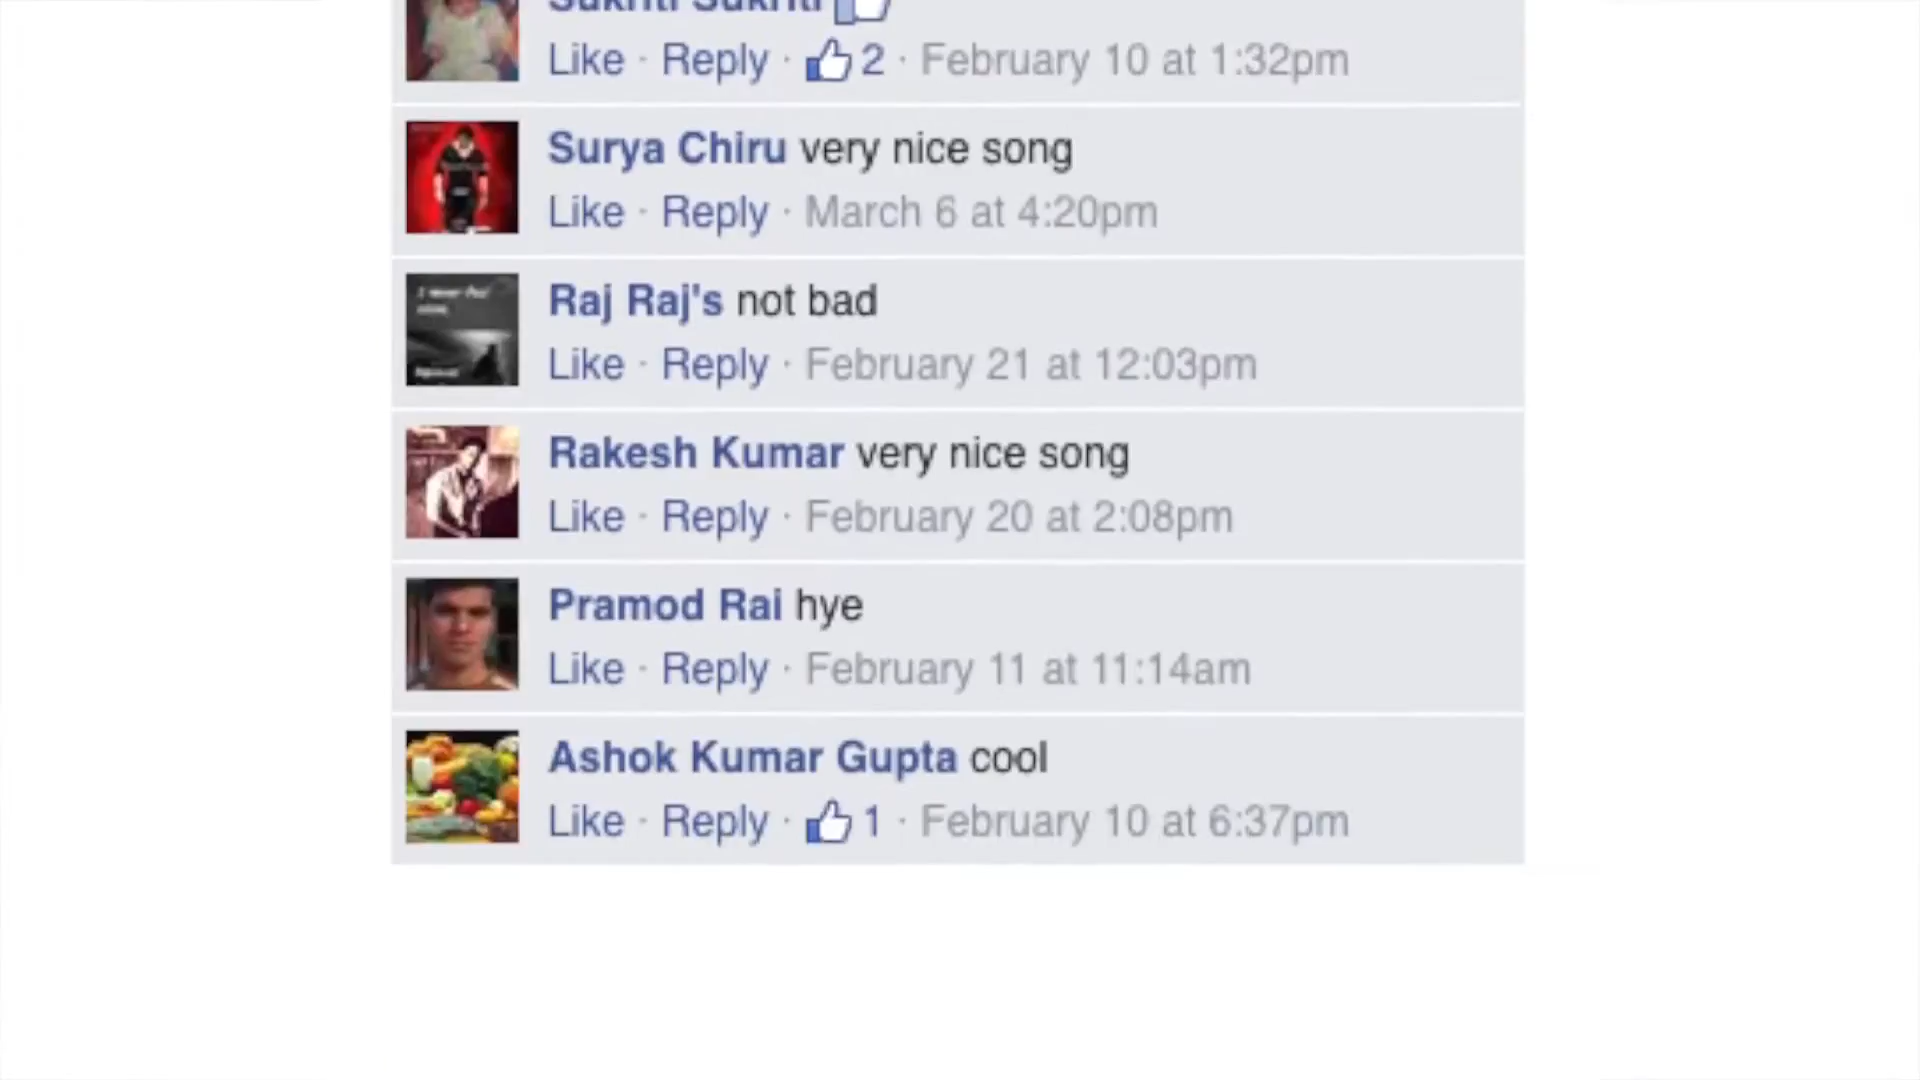 Sukriti Sukriti
Like · Reply · 2 · February 10 at 1:32pm
Surya Chiru very nice song
Like · Reply · March 6 at 4:20pm
Raj Raj's not bad
Like · Reply · February 21 at 12:03pm
Rakesh Kumar very nice song
Like · Reply · February 20 at 2:08pm
Pramod Rai hye
Like · Reply · February 11 at 11:14am
Ashok Kumar Gupta cool
Like · Reply · 1 · February 10 at 6:37pm